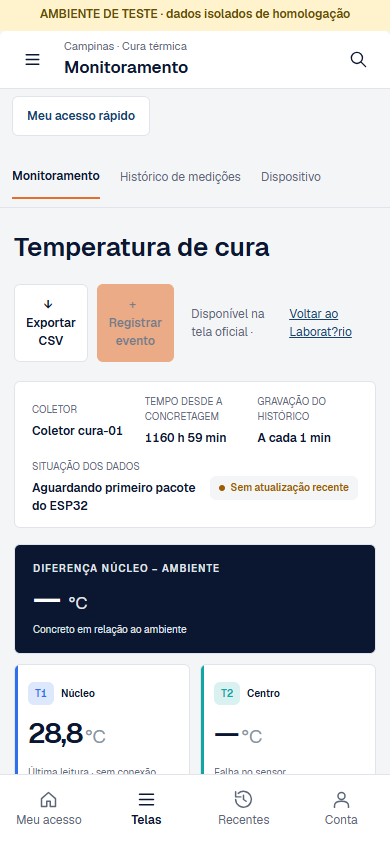 AMBIENTE DE TESTE · dados isolados de homologação
Campinas · Cura térmica
Monitoramento
Meu acesso rápido
Monitoramento
Histórico de medições
Dispositivo
Temperatura de cura
↓
Exportar
CSV
+
Registrar
evento
Disponível na
tela oficial ·
Voltar ao
Laborat?rio
COLETOR
Coletor cura-01
TEMPO DESDE A
CONCRETAGEM
1160 h 59 min
GRAVAÇÃO DO
HISTÓRICO
A cada 1 min
SITUAÇÃO DOS DADOS
Aguardando primeiro pacote
do ESP32
Sem atualização recente
DIFERENÇA NÚCLEO – AMBIENTE
— °C
Concreto em relação ao ambiente
T1 Núcleo
28,8 °C
Última leitura · sem conexão
T2 Centro
— °C
Falha no sensor
Meu acesso
Telas
Recentes
Conta